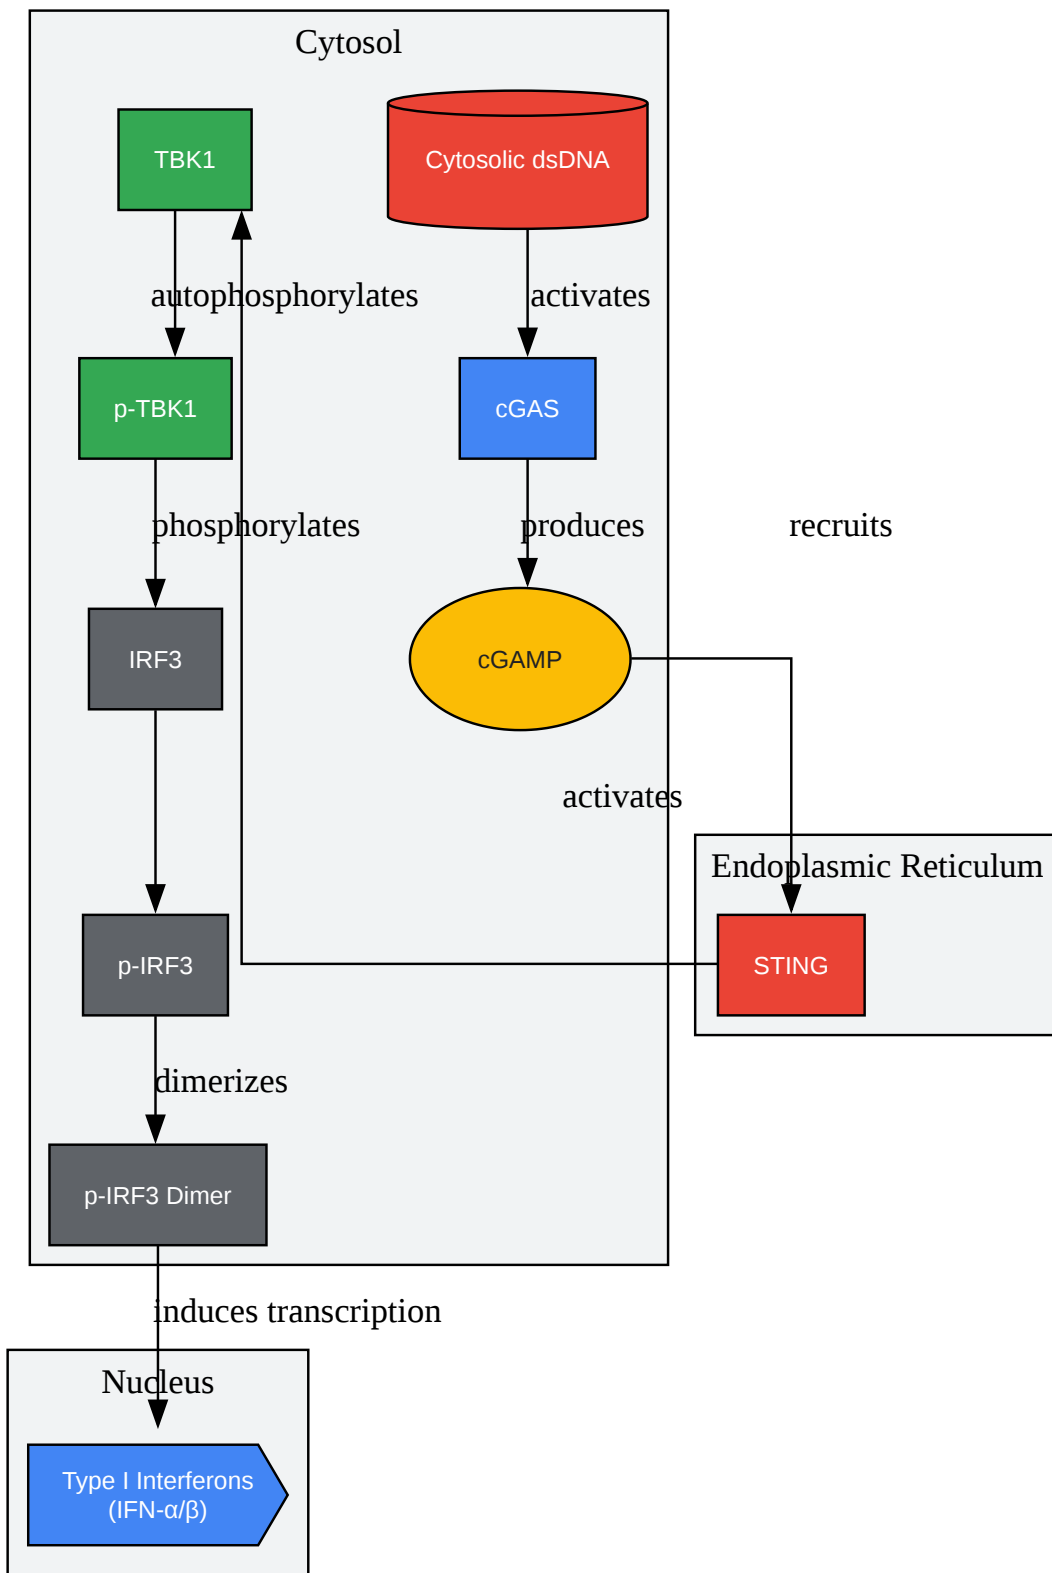 Cytosol
TBK1
Cytosolic dsDNA
autophosphorylates
activates
p-TBK1
cGAS
phosphorylates
produces
recruits
IRF3
cGAMP
activates
Endoplasmic Reticulum
p-IRF3
STING
dimerizes
p-IRF3 Dimer
induces transcription
Nucleus
Type I Interferons
(IFN-α/β)